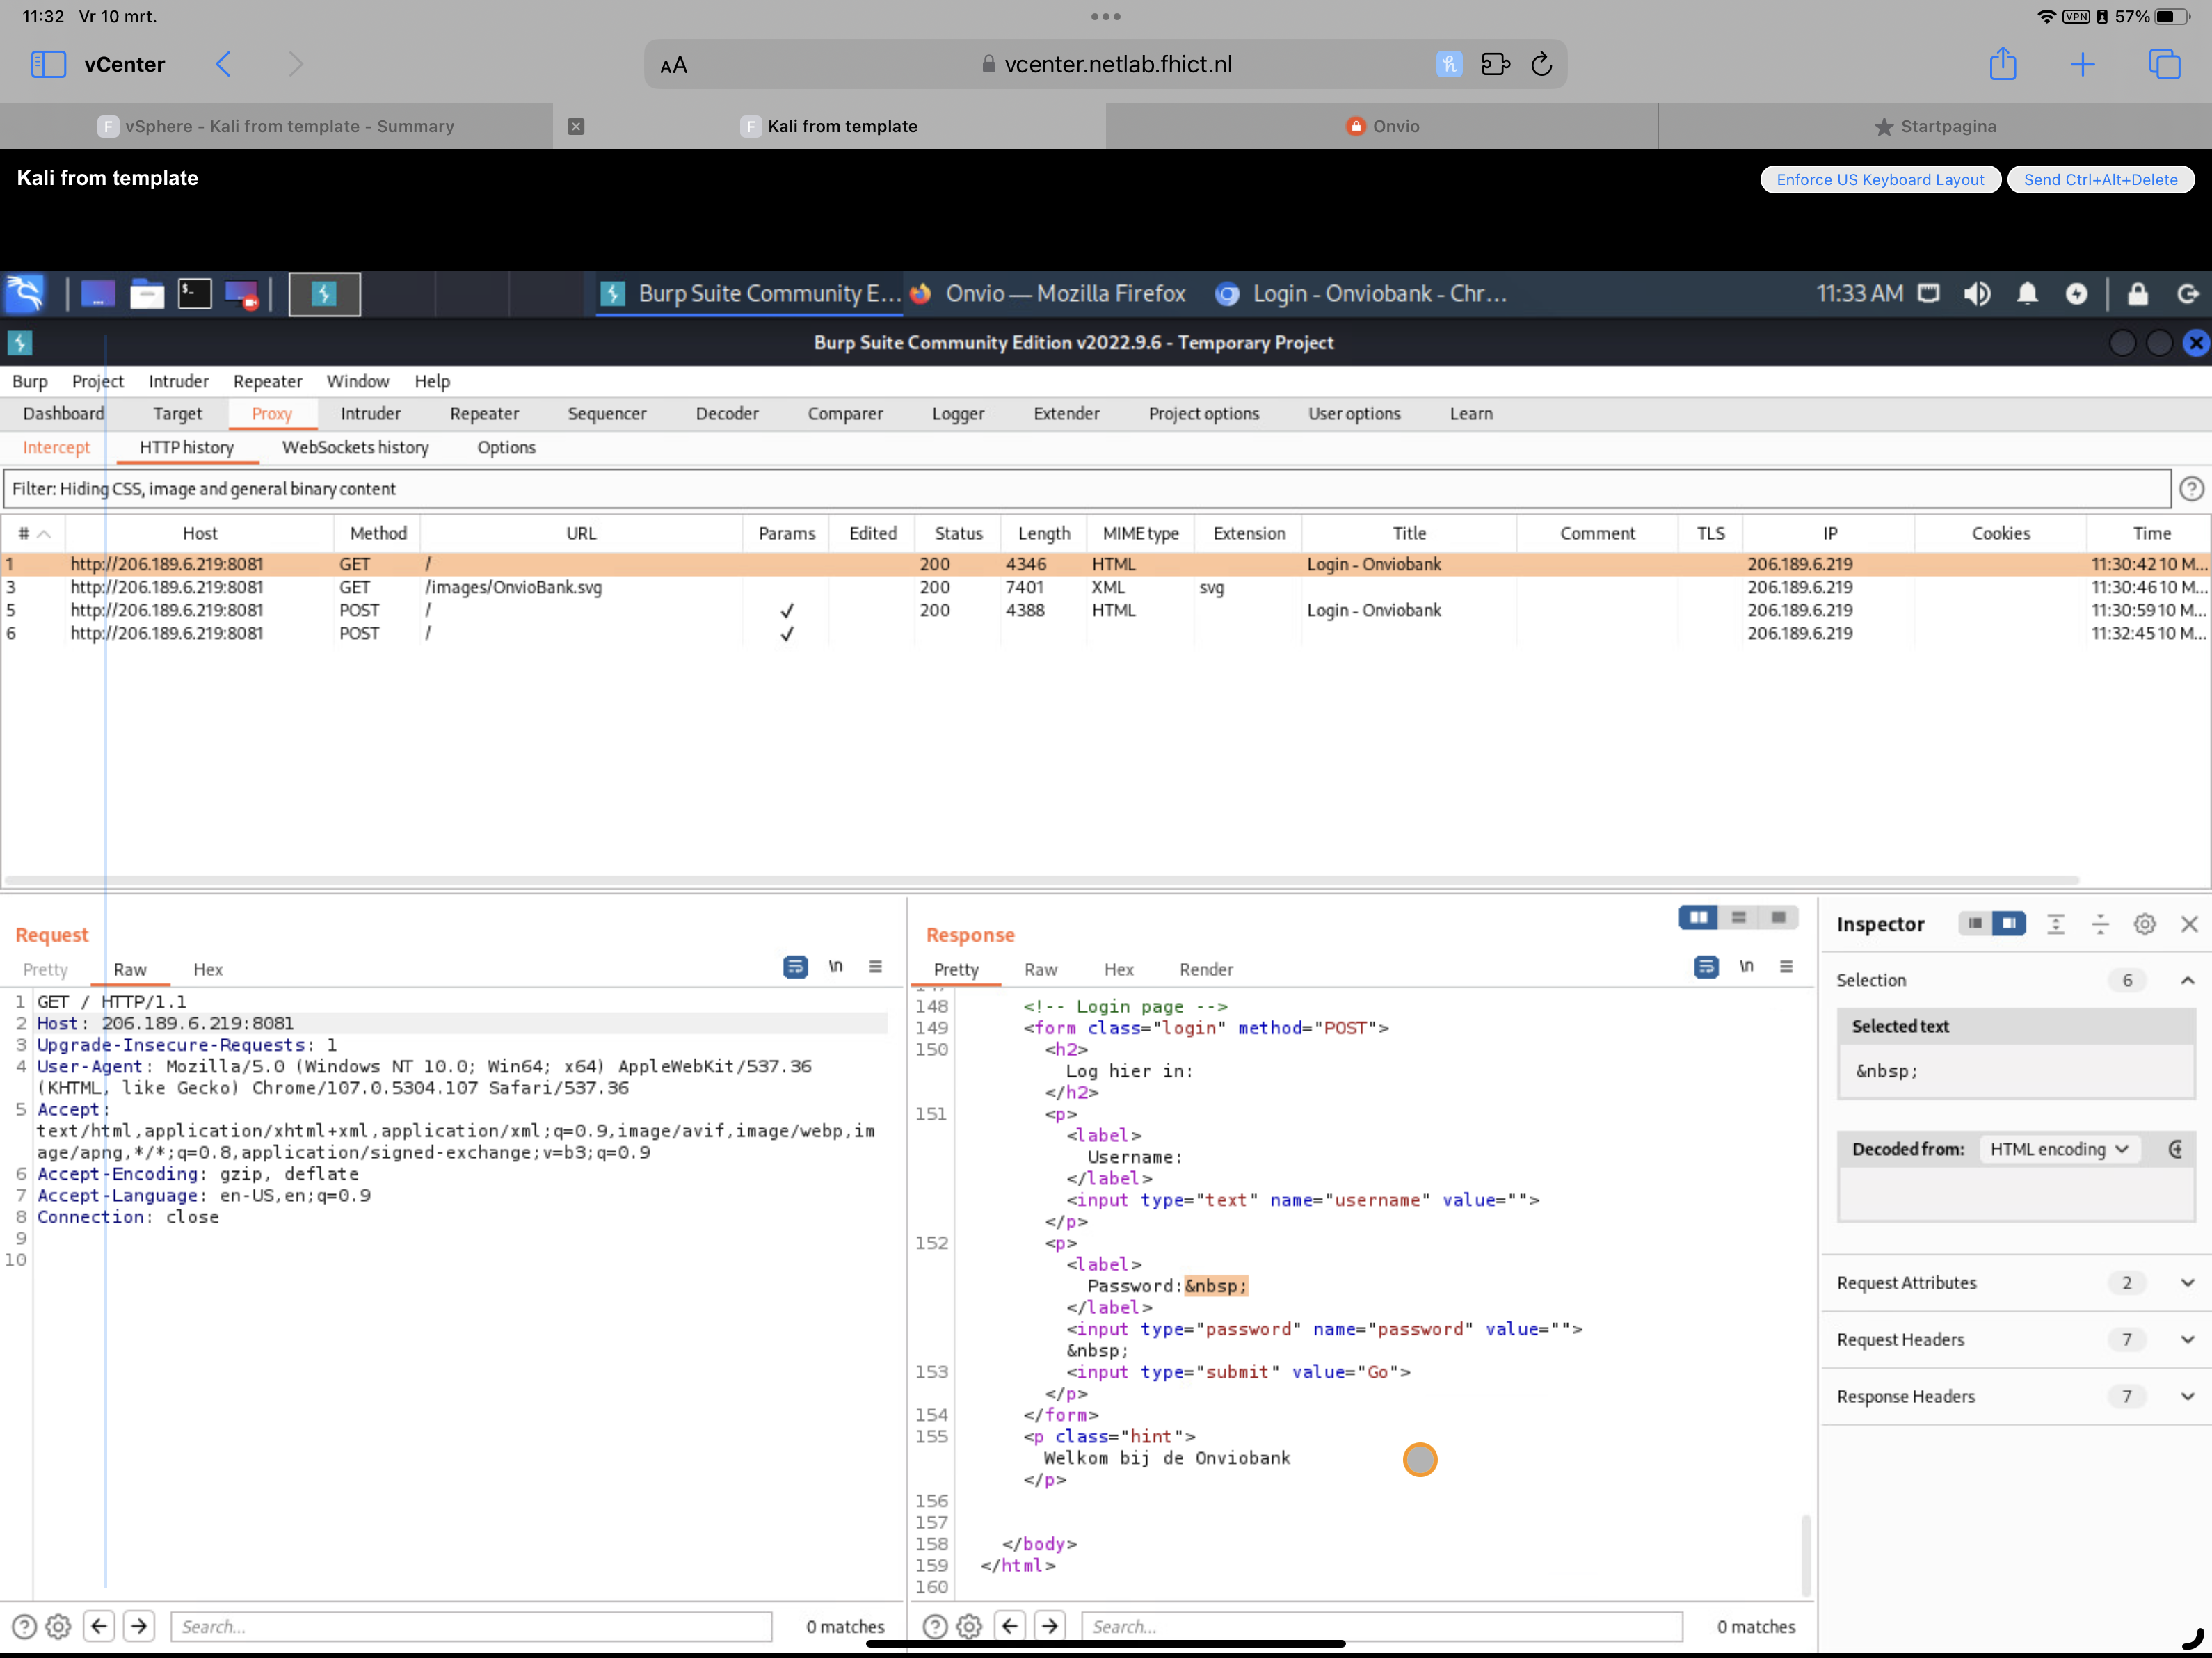 11:32 Vr 10 mrt.
VPN 57%
vCenter
AA
vcenter.netlab.fhict.nl
F vSphere - Kali from template - Summary
F Kali from template
Onvio
Startpagina
Kali from template
Enforce US Keyboard Layout
Send Ctrl+Alt+Delete
Burp Suite Community E...
Onvio — Mozilla Firefox
Login - Onviobank - Chr...
11:33 AM
Burp Suite Community Edition v2022.9.6 - Temporary Project
Burp Project Intruder Repeater Window Help
Dashboard Target Proxy Intruder Repeater Sequencer Decoder Comparer Logger Extender Project options User options Learn
Intercept HTTP history WebSockets history Options
Filter: Hiding CSS, image and general binary content
# Host Method URL Params Edited Status Length MIME type Extension Title Comment TLS IP Cookies Time
1 http://206.189.6.219:8081 GET / 200 4346 HTML Login - Onviobank 206.189.6.219 11:30:42 10 M...
3 http://206.189.6.219:8081 GET /images/OnvioBank.svg 200 7401 XML svg 206.189.6.219 11:30:46 10 M...
5 http://206.189.6.219:8081 POST / ✓ 200 4388 HTML Login - Onviobank 206.189.6.219 11:30:59 10 M...
6 http://206.189.6.219:8081 POST / ✓ 206.189.6.219 11:32:45 10 M...
Request
Pretty Raw Hex
\n
1 GET / HTTP/1.1
2 Host: 206.189.6.219:8081
3 Upgrade-Insecure-Requests: 1
4 User-Agent: Mozilla/5.0 (Windows NT 10.0; Win64; x64) AppleWebKit/537.36
(KHTML, like Gecko) Chrome/107.0.5304.107 Safari/537.36
5 Accept:
text/html,application/xhtml+xml,application/xml;q=0.9,image/avif,image/webp,im
age/apng,*/*;q=0.8,application/signed-exchange;v=b3;q=0.9
6 Accept-Encoding: gzip, deflate
7 Accept-Language: en-US,en;q=0.9
8 Connection: close
9
10
Search...
0 matches
Response
Pretty Raw Hex Render
\n
148 <!-- Login page -->
149 <form class="login" method="POST">
150 <h2>
Log hier in:
</h2>
151 <p>
<label>
Username:
</label>
<input type="text" name="username" value="">
</p>
152 <p>
<label>
Password:&nbsp;
</label>
<input type="password" name="password" value="">
&nbsp;
153 <input type="submit" value="Go">
</p>
154 </form>
155 <p class="hint">
Welkom bij de Onviobank
</p>
156
157
158 </body>
159 </html>
160
Search...
0 matches
Inspector
Selection 6
Selected text
&nbsp;
Decoded from: HTML encoding
Request Attributes 2
Request Headers 7
Response Headers 7